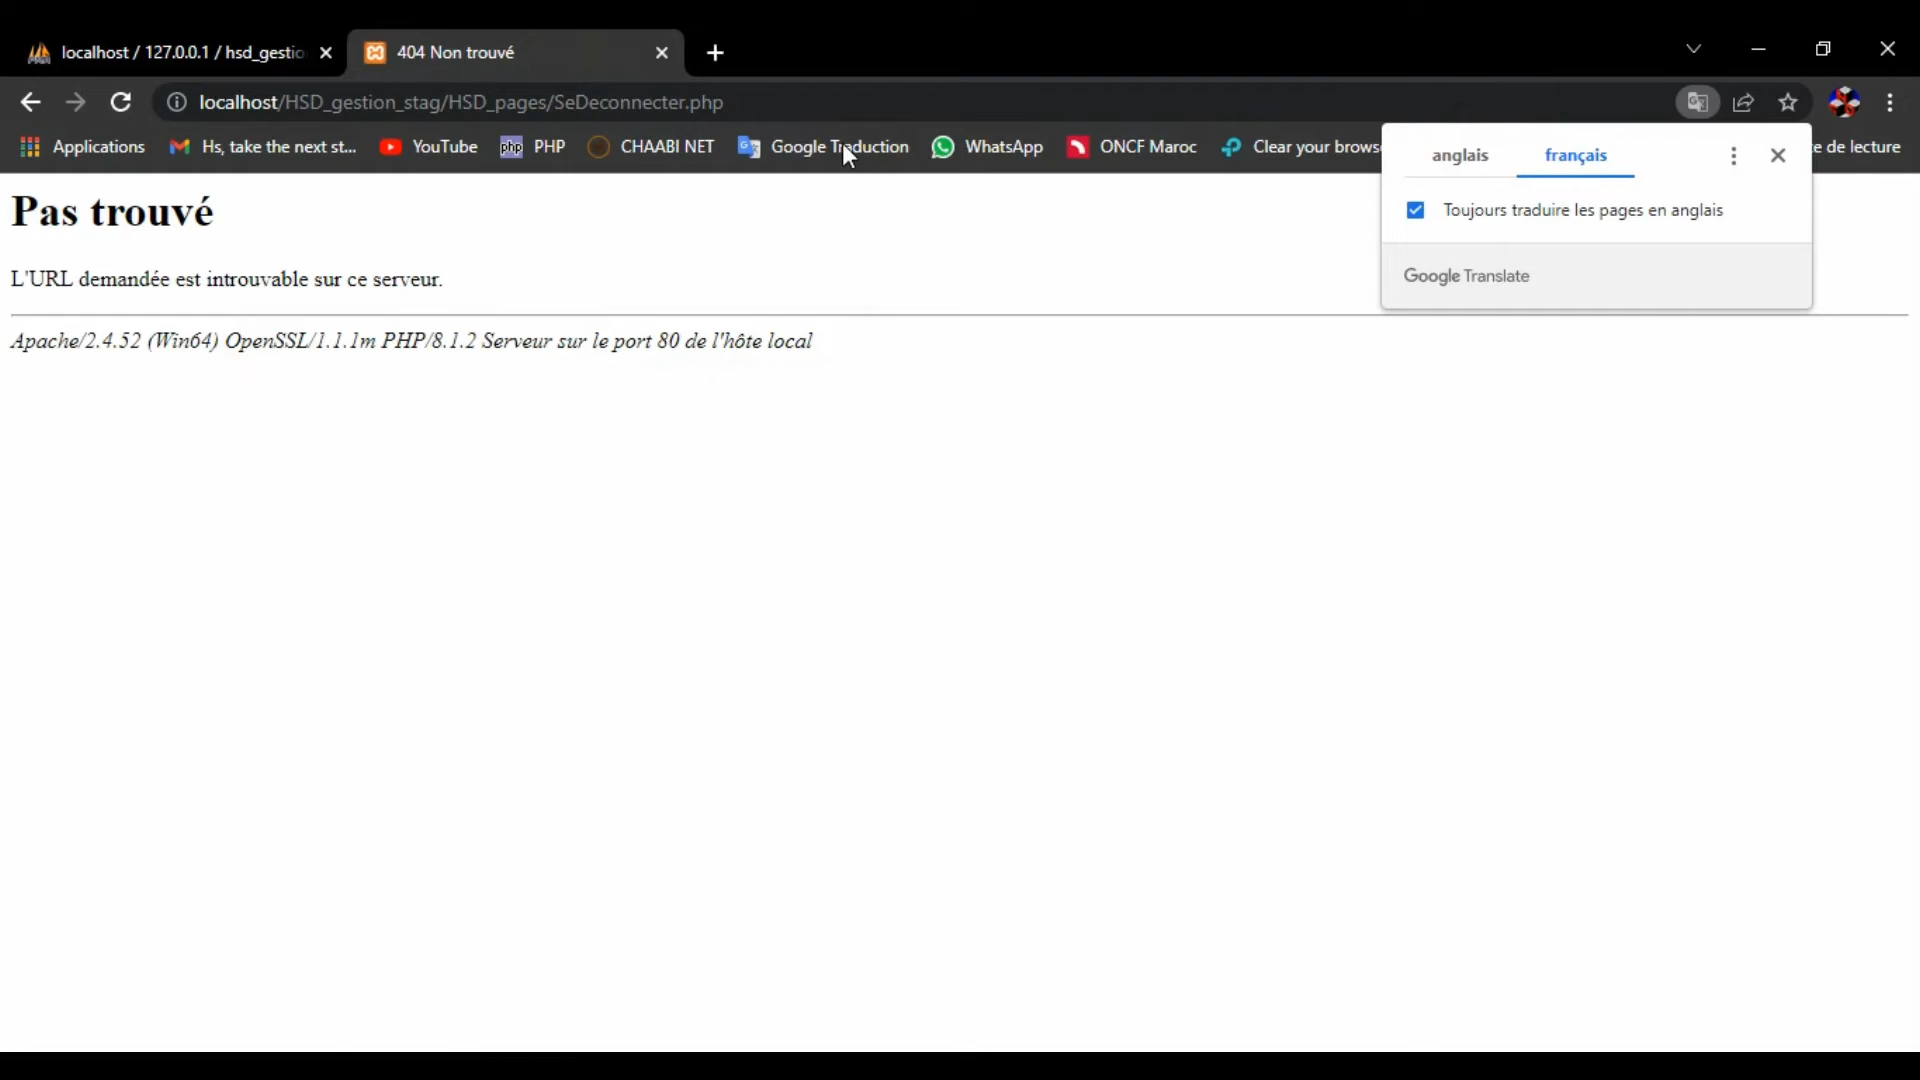 localhost / 127.0.0.1 / hsd_gestio
404 Non trouvé
localhost/HSD_gestion_stag/HSD_pages/SeDeconnecter.php
Applications
Hs, take the next st...
YouTube
php PHP
CHAABI NET
Google Traduction
WhatsApp
ONCF Maroc
Clear your browse
e de lecture
anglais
français
Toujours traduire les pages en anglais
Google Translate
Pas trouvé
L'URL demandée est introuvable sur ce serveur.
Apache/2.4.52 (Win64) OpenSSL/1.1.1m PHP/8.1.2 Serveur sur le port 80 de l'hôte local